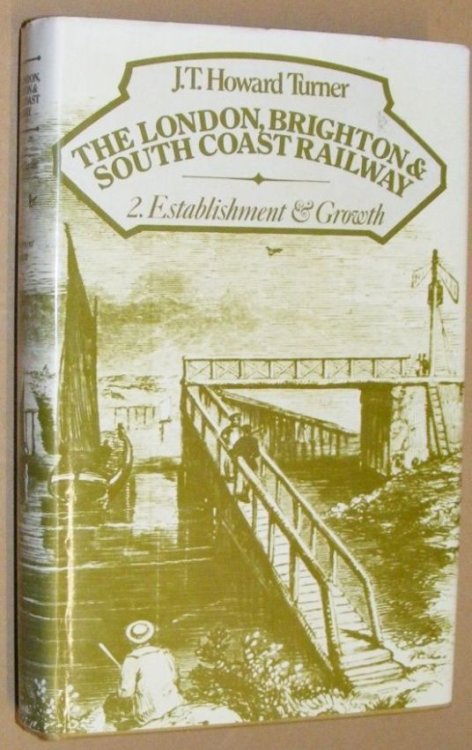 J.T. Howard Turner
THE LONDON, BRIGHTON &
SOUTH COAST RAILWAY
2. Establishment & Growth